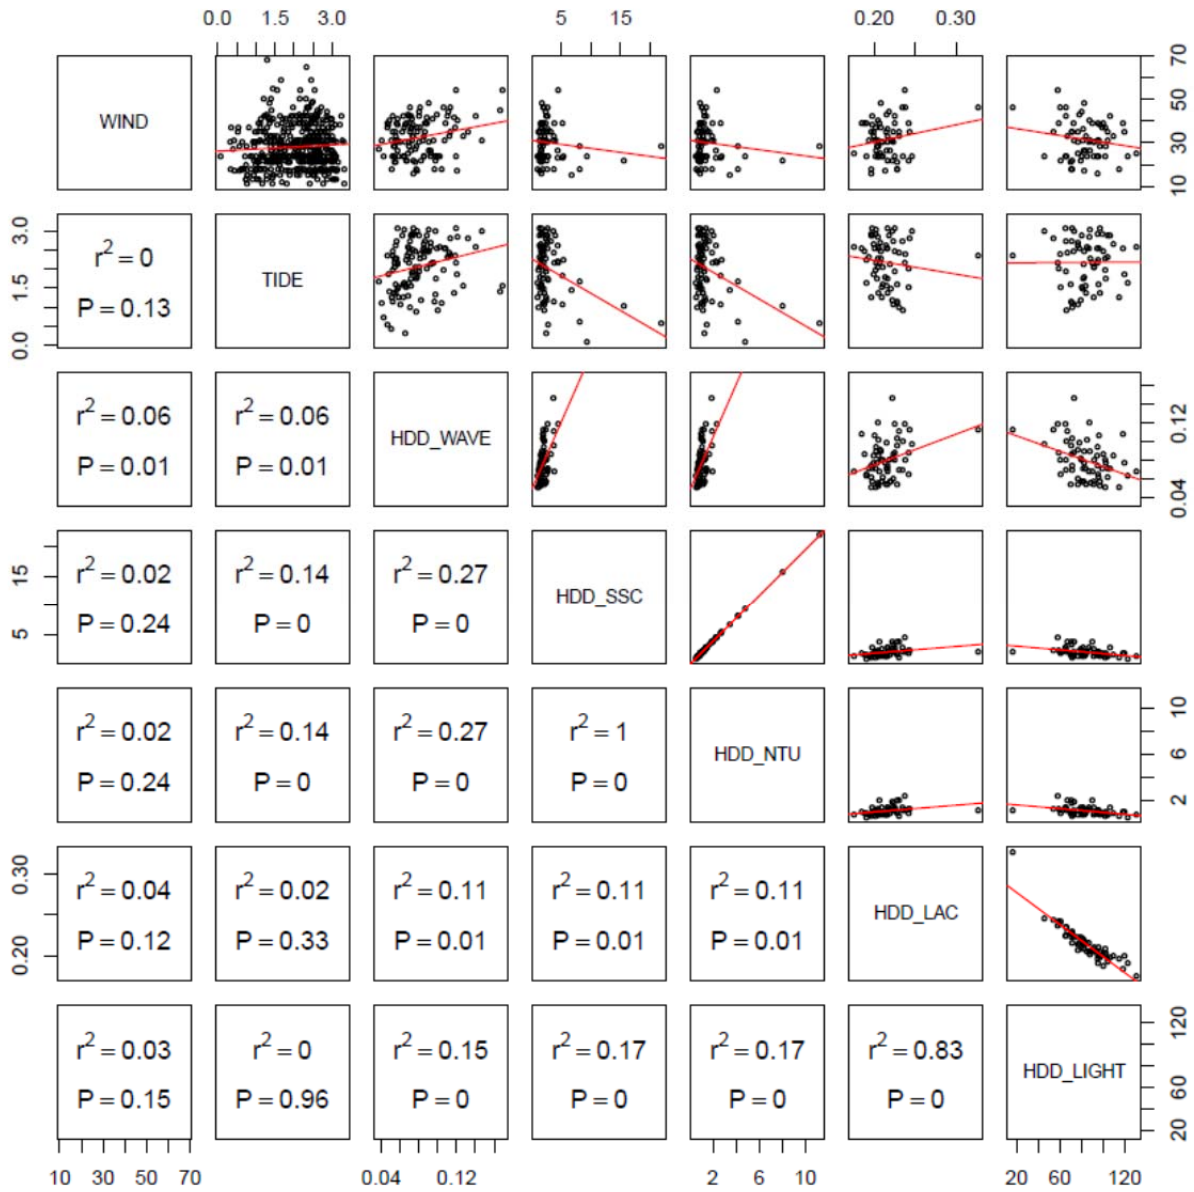 0.0 1.5 3.0 5 15 0.20 0.30
WIND 10 30 50 70
0.0 1.5 3.0 r² = 0 TIDE
P = 0.13
r² = 0.06 r² = 0.06 HDD_WAVE 0.04 0.12
P = 0.01 P = 0.01
5 15 r² = 0.02 r² = 0.14 r² = 0.27 HDD_SSC
P = 0.24 P = 0 P = 0
r² = 0.02 r² = 0.14 r² = 0.27 r² = 1 HDD_NTU 2 6 10
P = 0.24 P = 0 P = 0 P = 0
0.20 0.30 r² = 0.04 r² = 0.02 r² = 0.11 r² = 0.11 r² = 0.11 HDD_LAC
P = 0.12 P = 0.33 P = 0.01 P = 0.01 P = 0.01
r² = 0.03 r² = 0 r² = 0.15 r² = 0.17 r² = 0.17 r² = 0.83 HDD_LIGHT 20 60 120
P = 0.15 P = 0.96 P = 0 P = 0 P = 0 P = 0
10 30 50 70 0.04 0.12 2 6 10 20 60 120